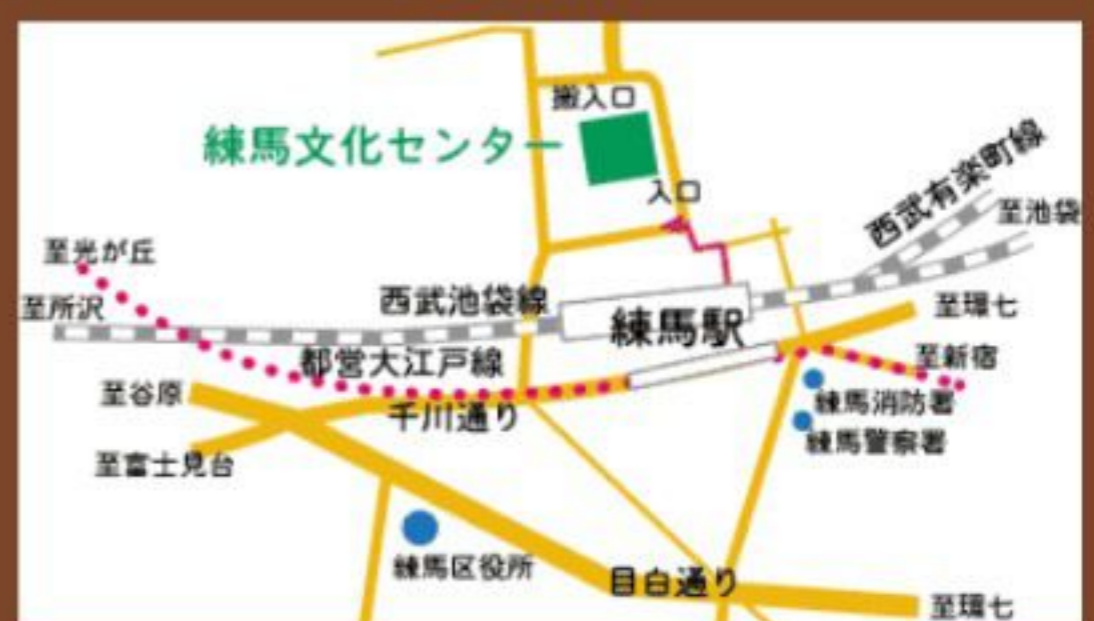 搬入口
練馬文化センター
入口
西武有楽町線
至池袋
至光が丘
至所沢
西武池袋線
練馬駅
至環七
都営大江戸線
至新宿
至谷原
千川通り
練馬消防署
練馬警察署
至富士見台
練馬区役所
目白通り
至環七